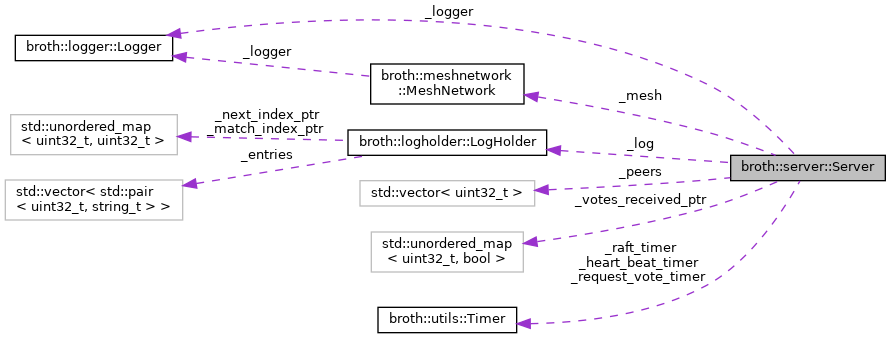 _logger
broth::logger::Logger
_logger
broth::meshnetwork
::MeshNetwork
_mesh
std::unordered_map
< uint32_t, uint32_t >
_next_index_ptr
_match_index_ptr
broth::logholder::LogHolder
_log
_entries
std::vector< std::pair
< uint32_t, string_t > >
std::vector< uint32_t >
_peers
broth::server::Server
_votes_received_ptr
std::unordered_map
< uint32_t, bool >
_raft_timer
_heart_beat_timer
_request_vote_timer
broth::utils::Timer